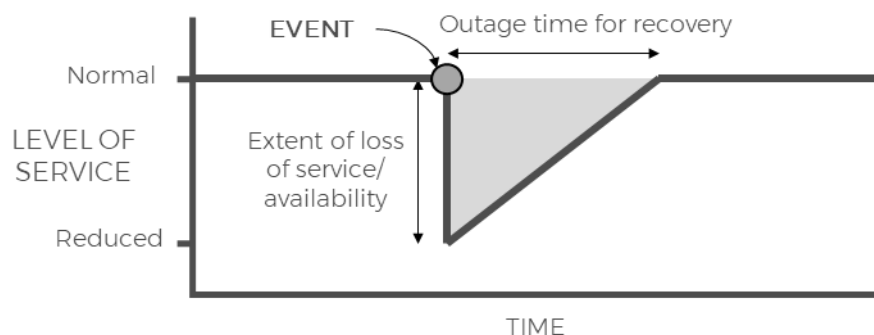 EVENT
Outage time for recovery
Normal
LEVEL OF
SERVICE
Extent of loss
of service/
availability
Reduced
TIME